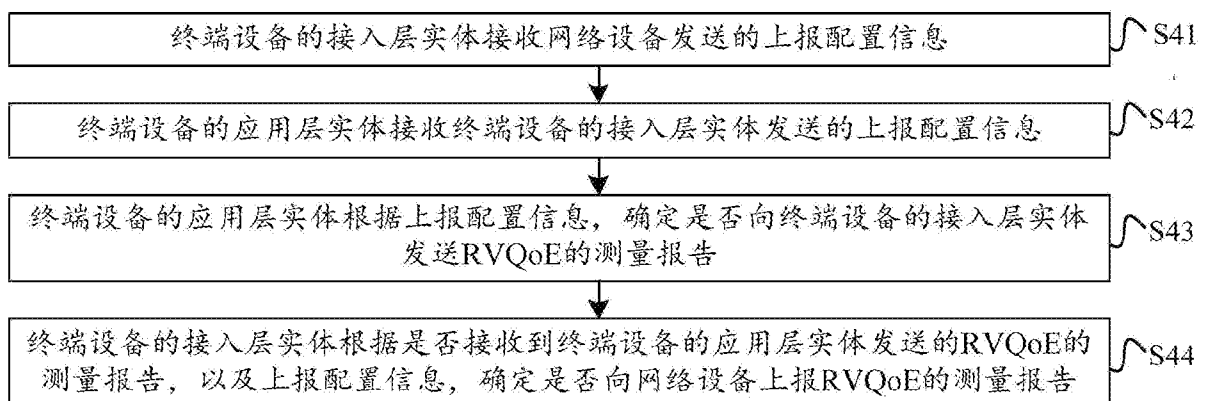 终端设备的接入层实体接收网络设备发送的上报配置信息
S41
终端设备的应用层实体接收终端设备的接入层实体发送的上报配置信息
S42
终端设备的应用层实体根据上报配置信息，确定是否向终端设备的接入层实体
发送RVQoE的测量报告
S43
终端设备的接入层实体根据是否接收到终端设备的应用层实体发送的RVQoE的
测量报告，以及上报配置信息，确定是否向网络设备上报RVQoE的测量报告
S44